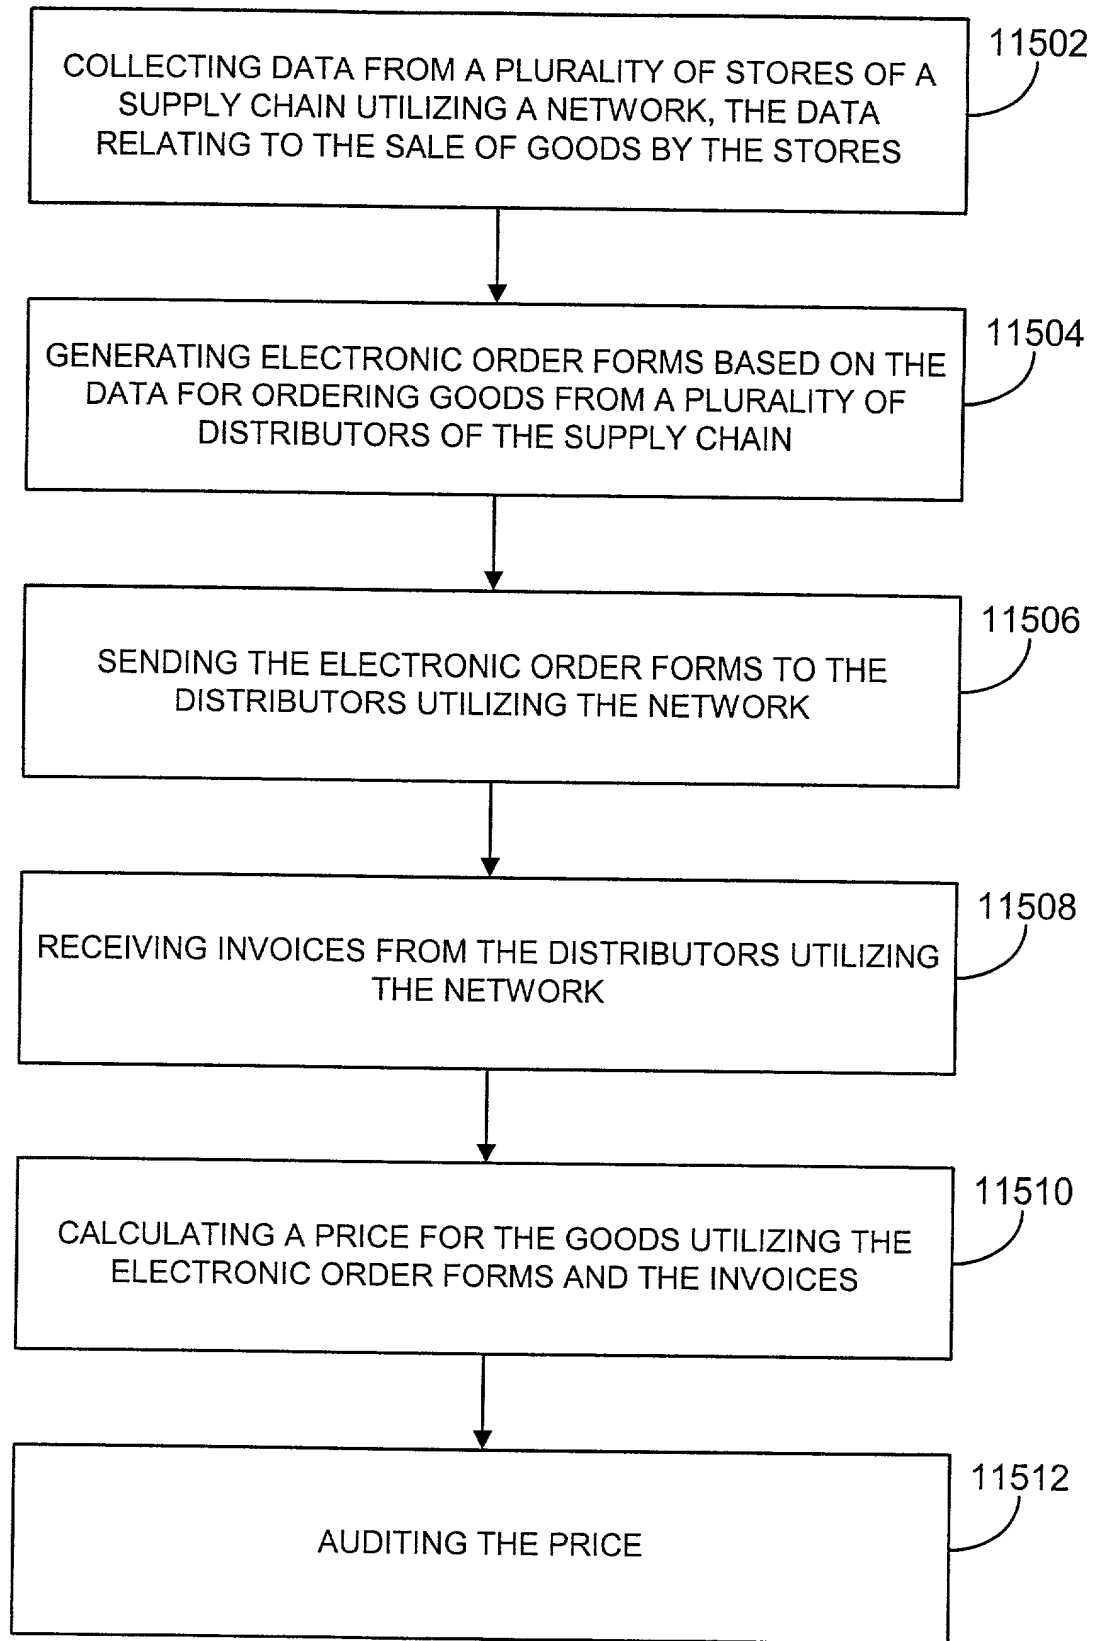 11502
COLLECTING DATA FROM A PLURALITY OF STORES OF A
SUPPLY CHAIN UTILIZING A NETWORK, THE DATA
RELATING TO THE SALE OF GOODS BY THE STORES
11504
GENERATING ELECTRONIC ORDER FORMS BASED ON THE
DATA FOR ORDERING GOODS FROM A PLURALITY OF
DISTRIBUTORS OF THE SUPPLY CHAIN
11506
SENDING THE ELECTRONIC ORDER FORMS TO THE
DISTRIBUTORS UTILIZING THE NETWORK
11508
RECEIVING INVOICES FROM THE DISTRIBUTORS UTILIZING
THE NETWORK
11510
CALCULATING A PRICE FOR THE GOODS UTILIZING THE
ELECTRONIC ORDER FORMS AND THE INVOICES
11512
AUDITING THE PRICE